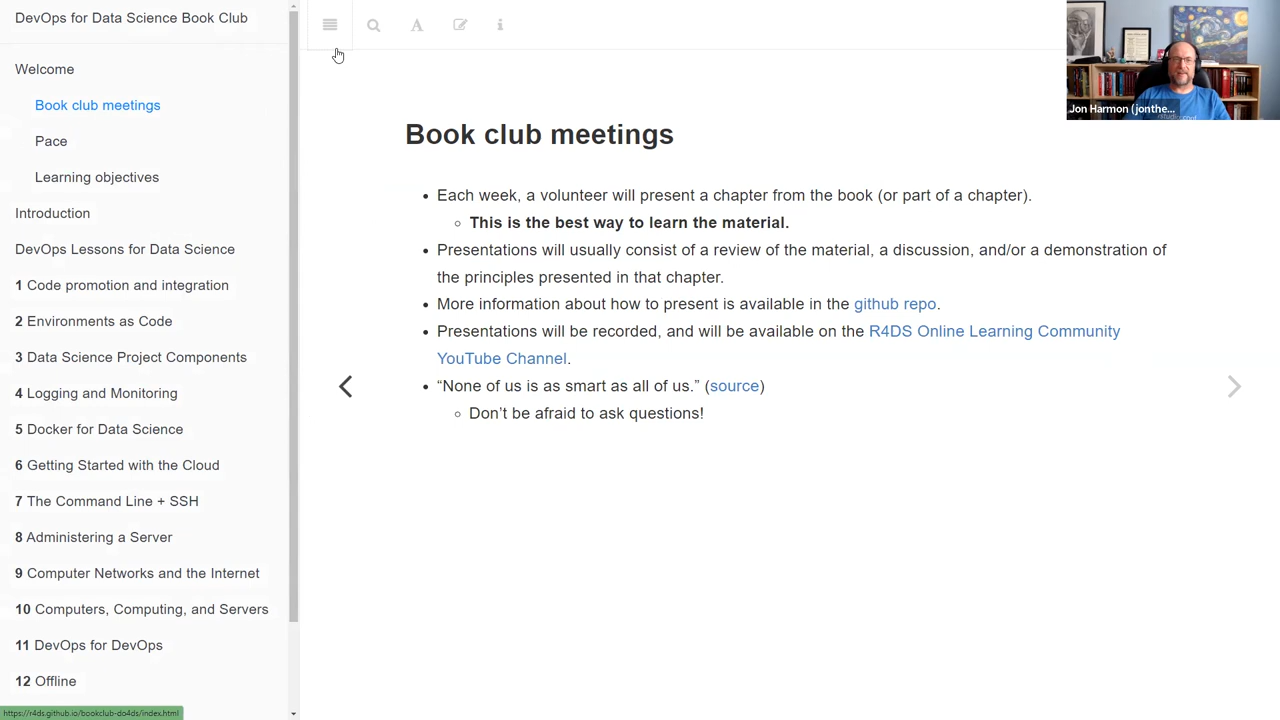 DevOps for Data Science Book Club
Welcome
Book club meetings
Pace
Learning objectives
Introduction
DevOps Lessons for Data Science
1 Code promotion and integration
2 Environments as Code
3 Data Science Project Components
4 Logging and Monitoring
5 Docker for Data Science
6 Getting Started with the Cloud
7 The Command Line + SSH
8 Administering a Server
9 Computer Networks and the Internet
10 Computers, Computing, and Servers
11 DevOps for DevOps
12 Offline
https://r4ds.github.io/bookclub-do4ds/index.html
A
i
Book club meetings
• Each week, a volunteer will present a chapter from the book (or part of a chapter).
◦ This is the best way to learn the material.
• Presentations will usually consist of a review of the material, a discussion, and/or a demonstration of
the principles presented in that chapter.
• More information about how to present is available in the github repo.
• Presentations will be recorded, and will be available on the R4DS Online Learning Community
YouTube Channel.
• “None of us is as smart as all of us.” (source)
◦ Don’t be afraid to ask questions!
Jon Harmon (jonthe...